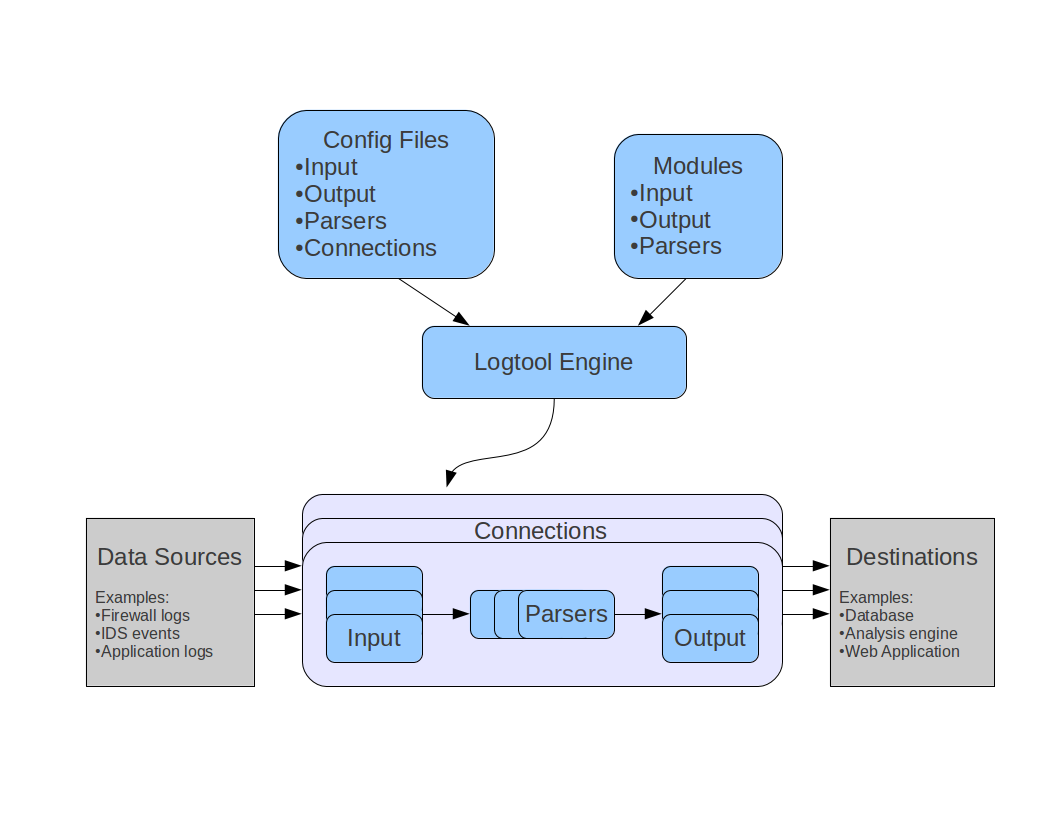 Config Files
•Input
•Output
•Parsers
•Connections
Modules
•Input
•Output
•Parsers
Logtool Engine
Connections
Data Sources
Examples:
•Firewall logs
•IDS events
•Application logs
Input
Parsers
Output
Destinations
Examples:
•Database
•Analysis engine
•Web Application